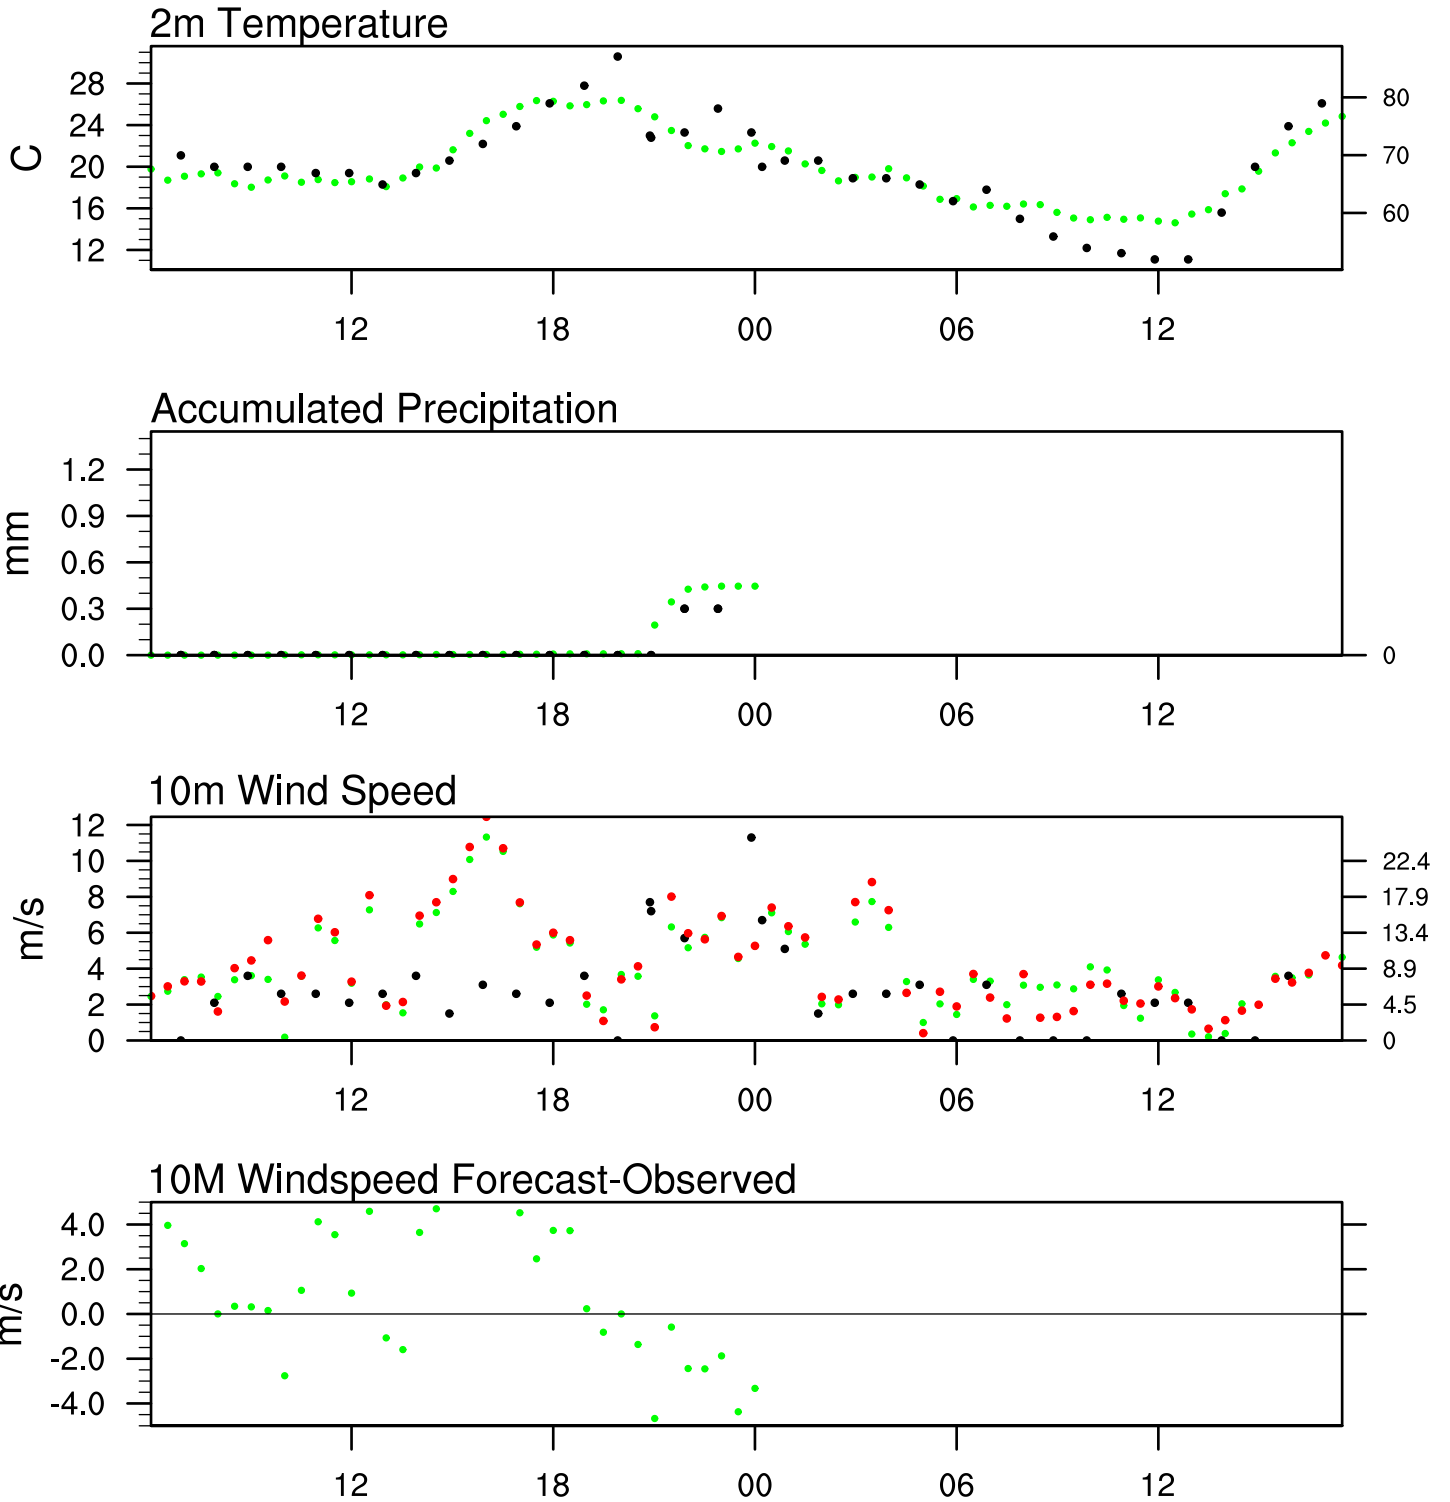 2m Temperature
28
24
20
16
12
C
80
70
60
12 18 00 06 12
Accumulated Precipitation
1.2
0.9
0.6
0.3
0.0
mm
0
12 18 00 06 12
10m Wind Speed
12
10
8
6
4
2
0
m/s
22.4
17.9
13.4
8.9
4.5
0
12 18 00 06 12
10M Windspeed Forecast-Observed
4.0
2.0
0.0
-2.0
-4.0
m/s
12 18 00 06 12